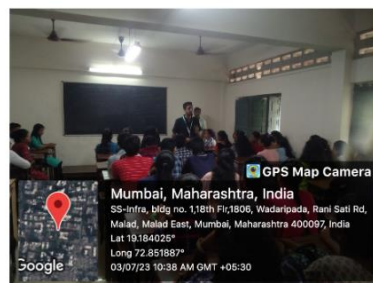 GPS Map Camera
Mumbai, Maharashtra, India
SS-Infra, bldg no. 1,18th Flr,1806, Wadaripada, Rani Sati Rd,
Malad, Malad East, Mumbai, Maharashtra 400097, India
Lat 19.184025°
Long 72.851887°
03/07/23 10:38 AM GMT +05:30
Google